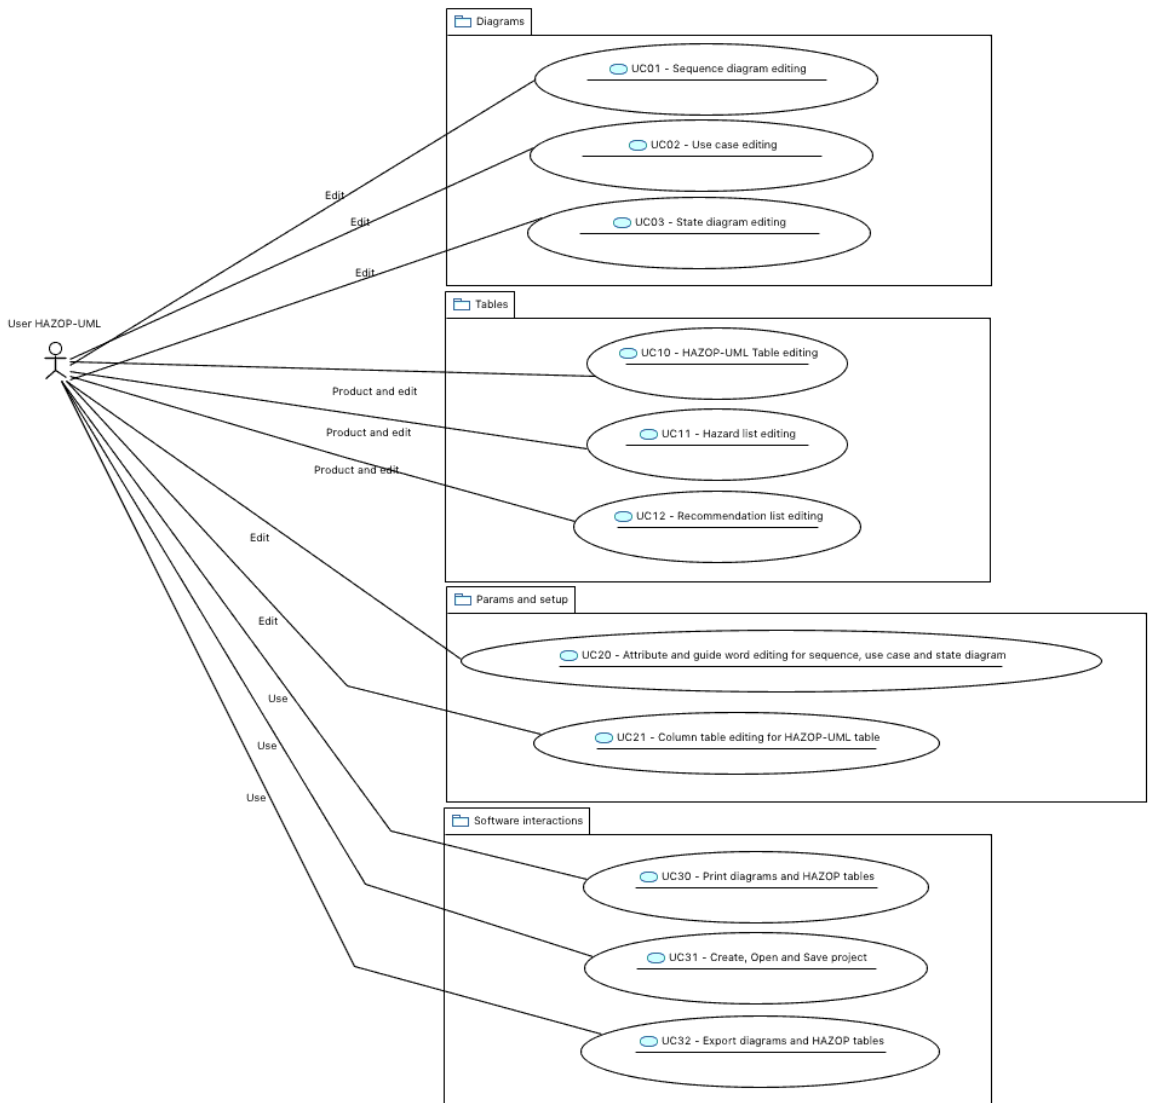 Diagrams
UC01 - Sequence diagram editing
UC02 - Use case editing
Edit
Edit
UC03 - State diagram editing
Edit
Tables
User HAZOP-UML
UC10 - HAZOP-UML Table editing
Product and edit
Product and edit
UC11 - Hazard list editing
Product and edit
UC12 - Recommendation list editing
Edit
Params and setup
Edit
UC20 - Attribute and guide word editing for sequence, use case and state diagram
Use
UC21 - Column table editing for HAZOP-UML table
Use
Use
Software interactions
UC30 - Print diagrams and HAZOP tables
UC31 - Create, Open and Save project
UC32 - Export diagrams and HAZOP tables